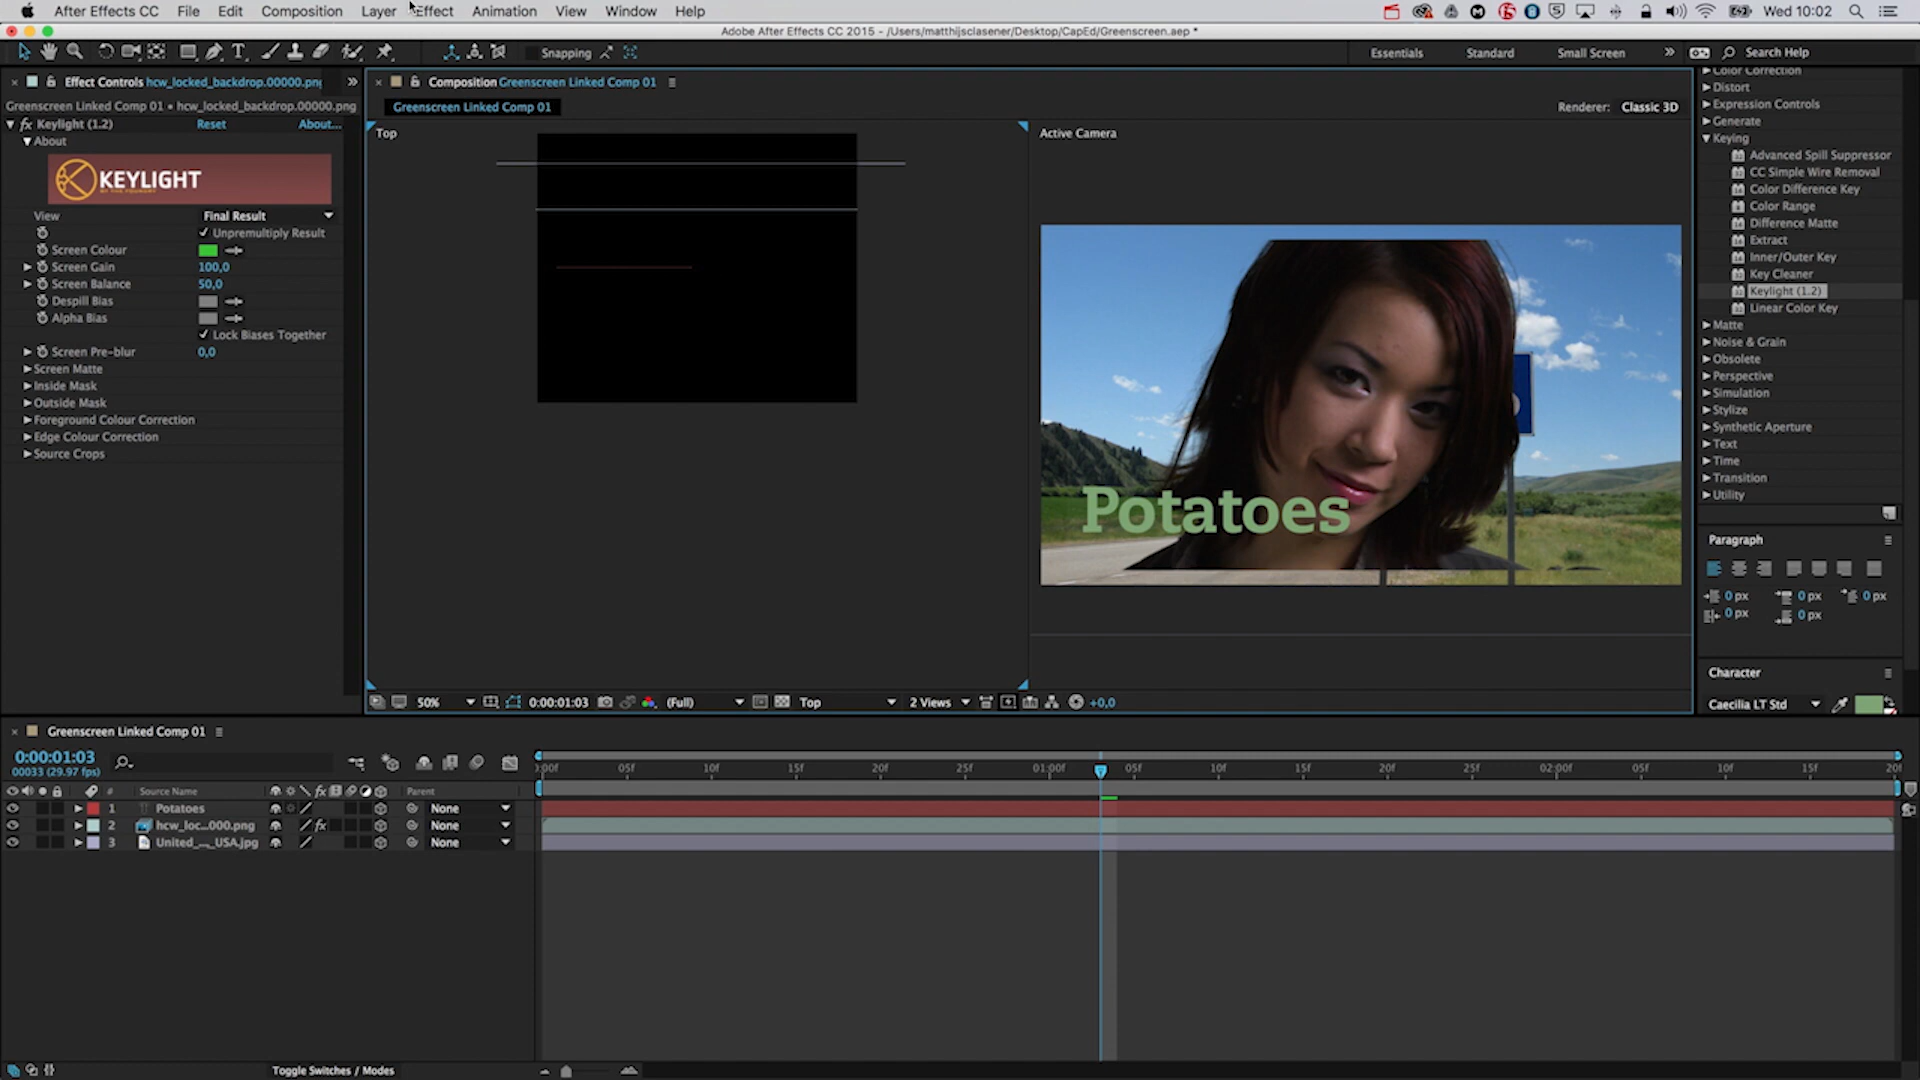 After Effects CC File Edit Composition Layer Effect Animation View Window Help Wed 10:02
Adobe After Effects CC 2015 - /Users/matthijsclasener/Desktop/CapEd/Greenscreen.aep *
Snapping Essentials Standard Small Screen Search Help
Effect Controls hcw_locked_backdrop.00000.png
Greenscreen Linked Comp 01 • hcw_locked_backdrop.00000.png
fx Keylight (1.2) Reset About...
About
KEYLIGHT
View Final Result
Unpremultiply Result
Screen Colour
Screen Gain 100,0
Screen Balance 50,0
Despill Bias
Alpha Bias
Lock Biases Together
Screen Pre-blur 0,0
Screen Matte
Inside Mask
Outside Mask
Foreground Colour Correction
Edge Colour Correction
Source Crops
Composition Greenscreen Linked Comp 01
Greenscreen Linked Comp 01
Renderer: Classic 3D
Top
Active Camera
Potatoes
50% 0:00:01:03 (Full) Top 2 Views +0,0
Color Correction
Distort
Expression Controls
Generate
Keying
Advanced Spill Suppressor
CC Simple Wire Removal
Color Difference Key
Color Range
Difference Matte
Extract
Inner/Outer Key
Key Cleaner
Keylight (1.2)
Linear Color Key
Matte
Noise & Grain
Obsolete
Perspective
Simulation
Stylize
Synthetic Aperture
Text
Time
Transition
Utility
Paragraph
0 px 0 px 0 px
0 px 0 px
Character
Caecilia LT Std
Greenscreen Linked Comp 01
0:00:01:03
00033 (29.97 fps)
:00f 05f 10f 15f 20f 25f 01:00f 05f 10f 15f 20f 25f 02:00f 05f 10f 15f 20f
# Source Name fx Parent
1 Potatoes None
2 hcw_loc...000.png fx None
3 United_..._USA.jpg None
Toggle Switches / Modes